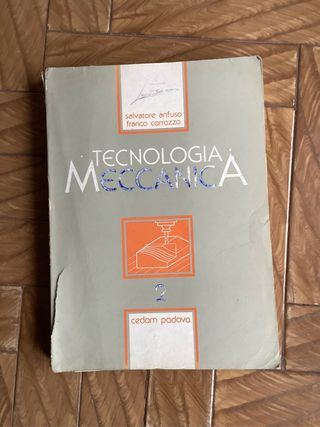 salvatore anfuso
franco carrozzo
TECNOLOGIA
MECCANICA
2
cedam padova